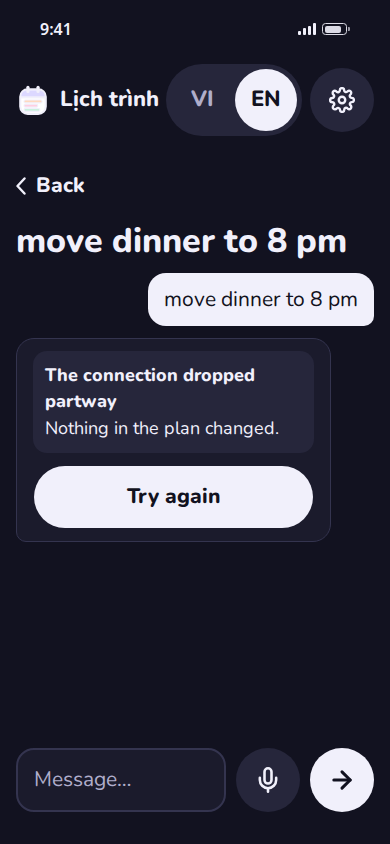 9:41
Lịch trình
VI
EN
Back
move dinner to 8 pm
move dinner to 8 pm
The connection dropped
partway
Nothing in the plan changed.
Try again
Message...